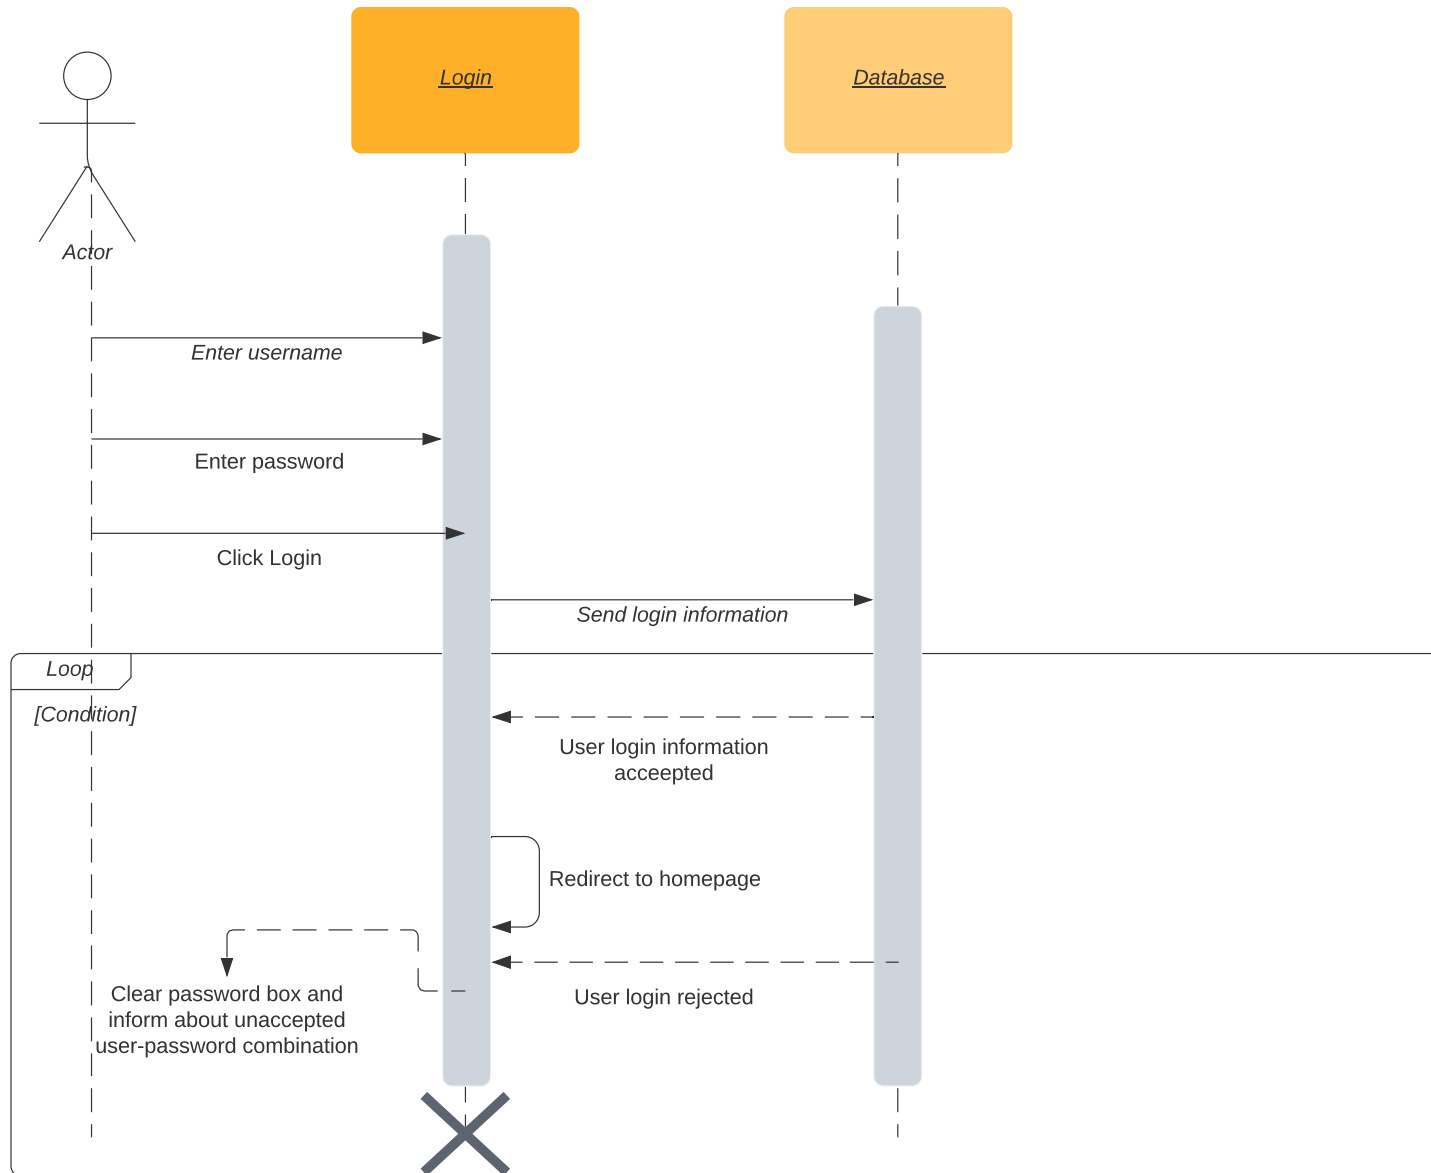 Login
Database
Actor
Enter username
Enter password
Click Login
Send login information
Loop
[Condition]
User login information
acceepted
Redirect to homepage
Clear password box and
inform about unaccepted
user-password combination
User login rejected